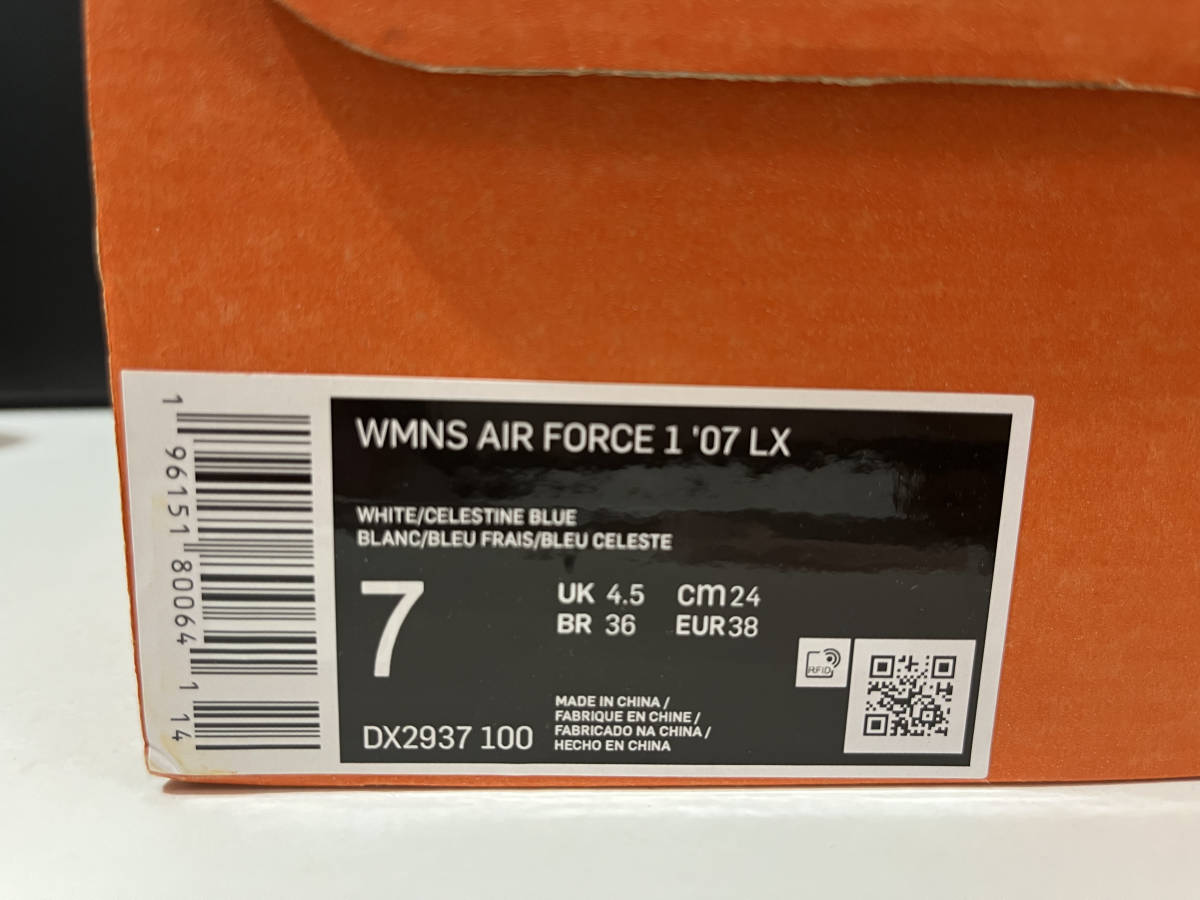 WMNS AIR FORCE 1 '07 LX
WHITE/CELESTINE BLUE
BLANC/BLEU FRAIS/BLEU CELESTE
7
UK 4.5 cm 24
BR 36 EUR 38
RFID
DX2937 100
MADE IN CHINA /
FABRIQUE EN CHINE /
FABRICADO NA CHINA /
HECHO EN CHINA
1 96151 80064 1 14